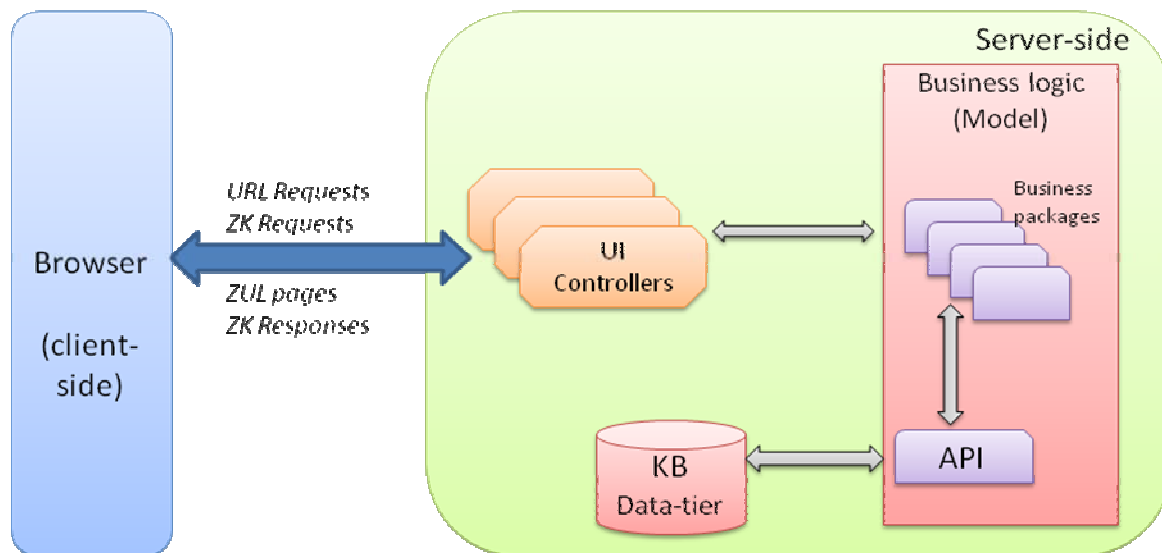 Server-side
Business logic
(Model)
Business
packages
URL Requests
ZK Requests
UI
Controllers
Browser
(client-
side)
ZUL pages
ZK Responses
KB
Data-tier
API